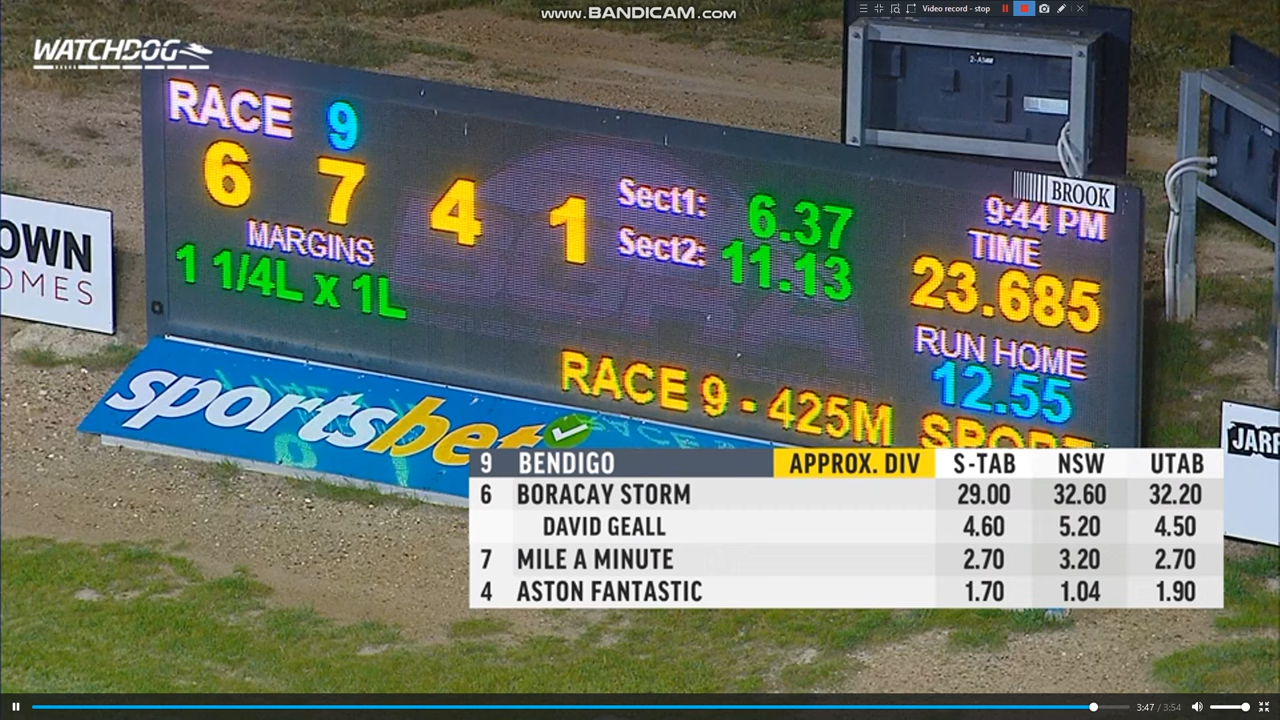 www.BANDICAM.com
Video record - stop
WATCHDOG
2-ASMM
RACE 9
BROOK
6 7 4 1
Sect1: 6.37
9:44 PM
Sect2: 11.13
TIME
MARGINS
23.685
1 1/4L x 1L
RUN HOME
12.55
OWN
OMES
RACE 9 - 425M SPORT
sportsbet
JARR
9 BENDIGO APPROX. DIV S-TAB NSW UTAB
6 BORACAY STORM 29.00 32.60 32.20
DAVID GEALL 4.60 5.20 4.50
7 MILE A MINUTE 2.70 3.20 2.70
4 ASTON FANTASTIC 1.70 1.04 1.90
3:47 / 3:54